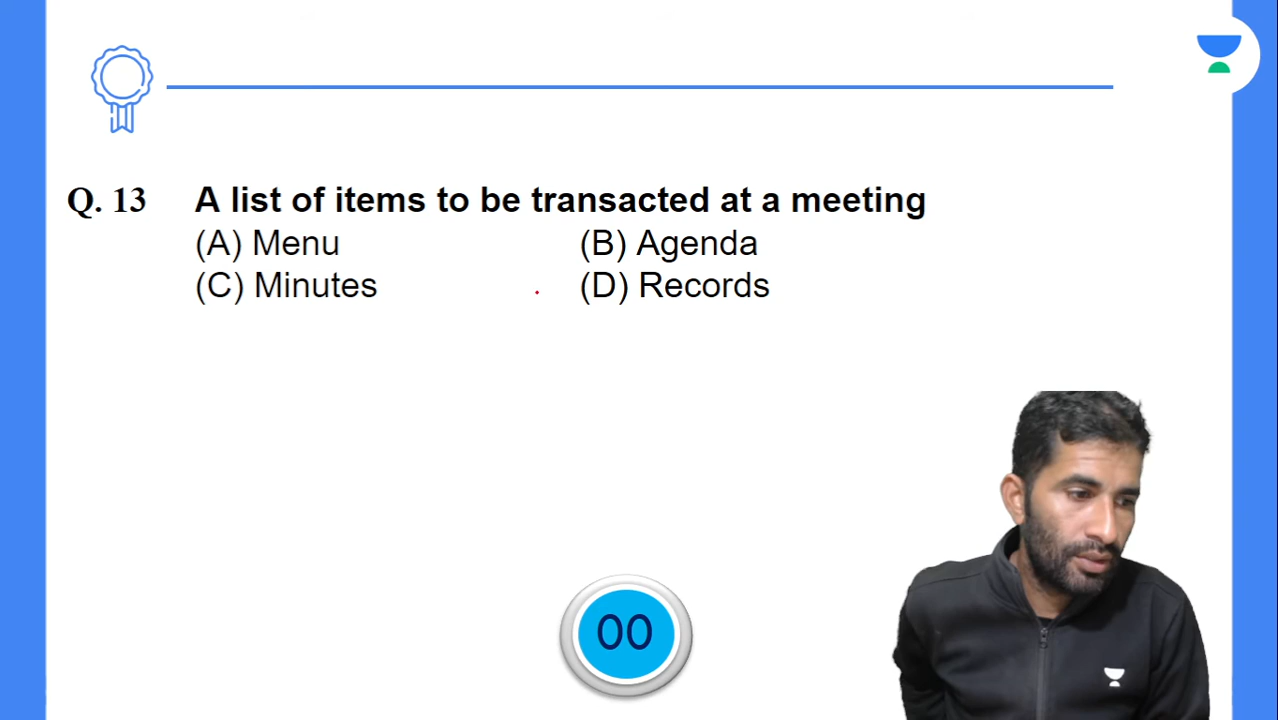 Q. 13 A list of items to be transacted at a meeting
(A) Menu (B) Agenda
(C) Minutes (D) Records
00